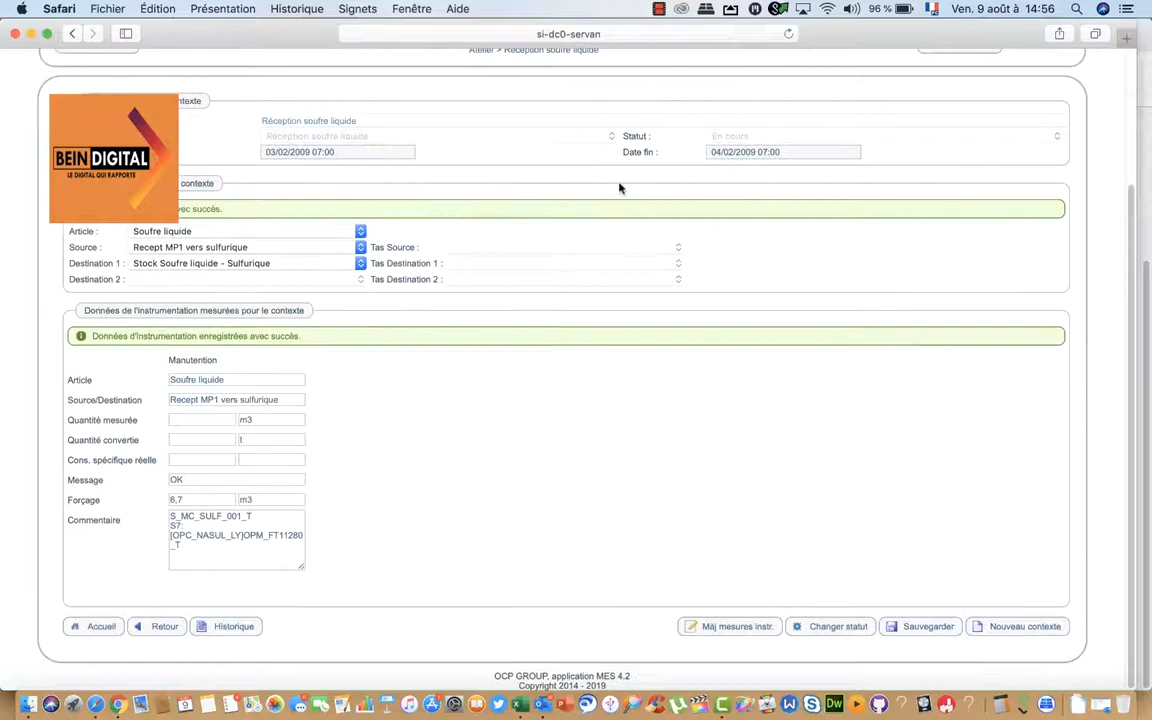 Safari Fichier Édition Présentation Historique Signets Fenêtre Aide 96 % Ven. 9 août à 14:56
si-dc0-servan
Atelier > Réception soufre liquide
ntexte
Réception soufre liquide
Réception soufre liquide Statut : En cours
03/02/2009 07:00 Date fin : 04/02/2009 07:00
BEIN DIGITAL
LE DIGITAL QUI RAPPORTE
contexte
vec succès.
Article : Soufre liquide
Source : Recept MP1 vers sulfurique Tas Source :
Destination 1 : Stock Soufre liquide - Sulfurique Tas Destination 1 :
Destination 2 : Tas Destination 2 :
Données de l'instrumentation mesurées pour le contexte
Données d'instrumentation enregistrées avec succès.
Manutention
Article Soufre liquide
Source/Destination Recept MP1 vers sulfurique
Quantité mesurée m3
Quantité convertie t
Cons. spécifique réelle
Message OK
Forçage 6,7 m3
Commentaire S_MC_SULF_001_T
S7:
[OPC_NASUL_LY]OPM_FT11280
_T
Accueil Retour Historique Màj mesures instr. Changer statut Sauvegarder Nouveau contexte
OCP GROUP, application MES 4.2
Copyright 2014 - 2019